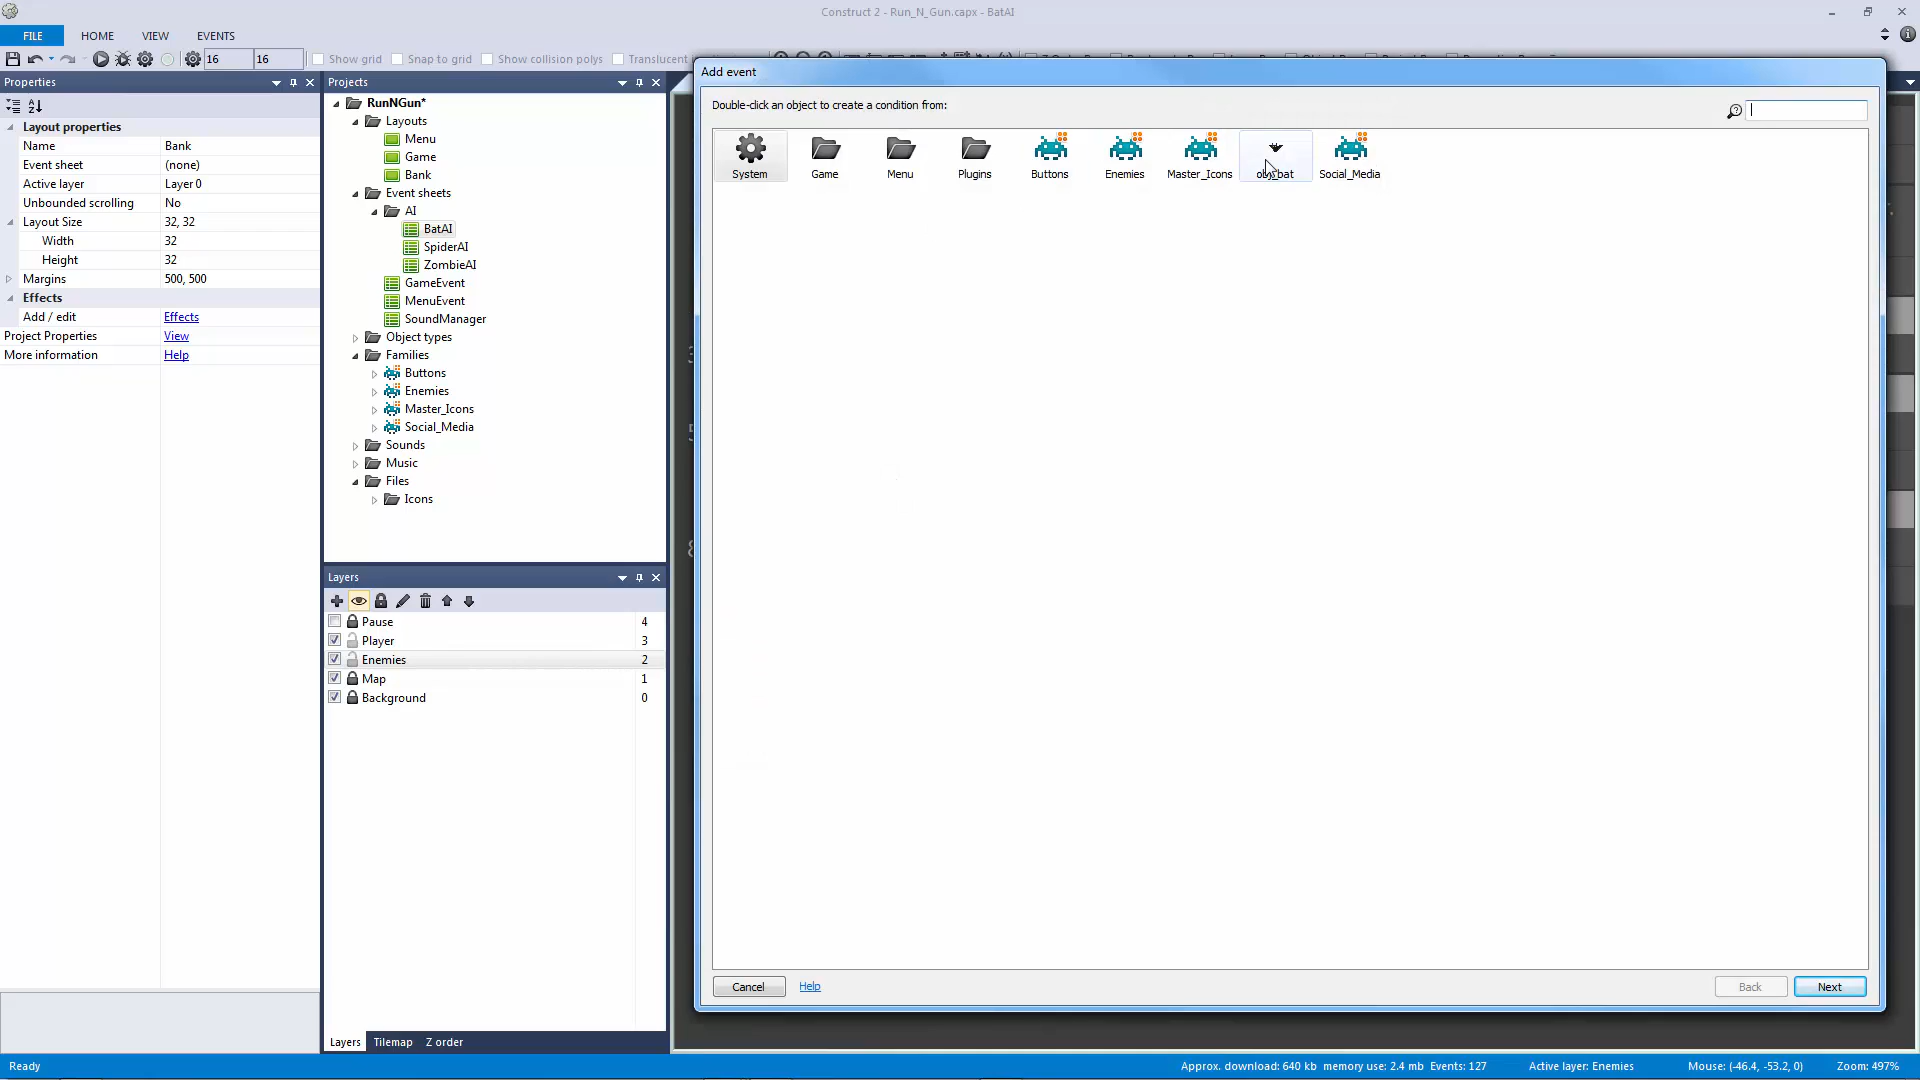 Construct 2 - Run_N_Gun.capx - BatAI
FILE HOME VIEW EVENTS
16 16 Show grid Snap to grid Show collision polys Translucent
Properties
Layout properties
Name Bank
Event sheet (none)
Active layer Layer 0
Unbounded scrolling No
Layout Size 32, 32
Width 32
Height 32
Margins 500, 500
Effects
Add / edit Effects
Project Properties View
More information Help
Projects
RunNGun*
Layouts
Menu
Game
Bank
Event sheets
AI
BatAI
SpiderAI
ZombieAI
GameEvent
MenuEvent
SoundManager
Object types
Families
Buttons
Enemies
Master_Icons
Social_Media
Sounds
Music
Files
Icons
Layers
Pause 4
Player 3
Enemies 2
Map 1
Background 0
Layers Tilemap Z order
Add event
Double-click an object to create a condition from:
System Game Menu Plugins Buttons Enemies Master_Icons Social_Media
Cancel Help Back Next
Ready Approx. download: 640 kb memory use: 2.4 mb Events: 127 Active layer: Enemies Mouse: (-46.4, -53.2, 0) Zoom: 497%